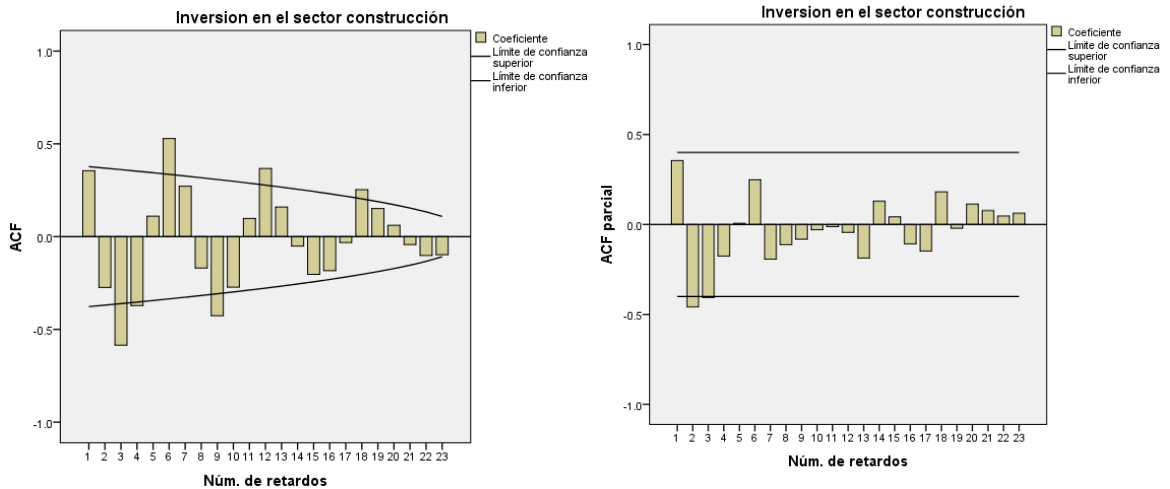 Inversion en el sector construcción
Coeficiente
Límite de confianza
superior
Límite de confianza
inferior
1.0
0.5
0.0
-0.5
-1.0
ACF
1 2 3 4 5 6 7 8 9 10 11 12 13 14 15 16 17 18 19 20 21 22 23
Núm. de retardos
Inversion en el sector construcción
Coeficiente
Límite de confianza
superior
Límite de confianza
inferior
1.0
0.5
0.0
-0.5
-1.0
ACF parcial
1 2 3 4 5 6 7 8 9 10 11 12 13 14 15 16 17 18 19 20 21 22 23
Núm. de retardos